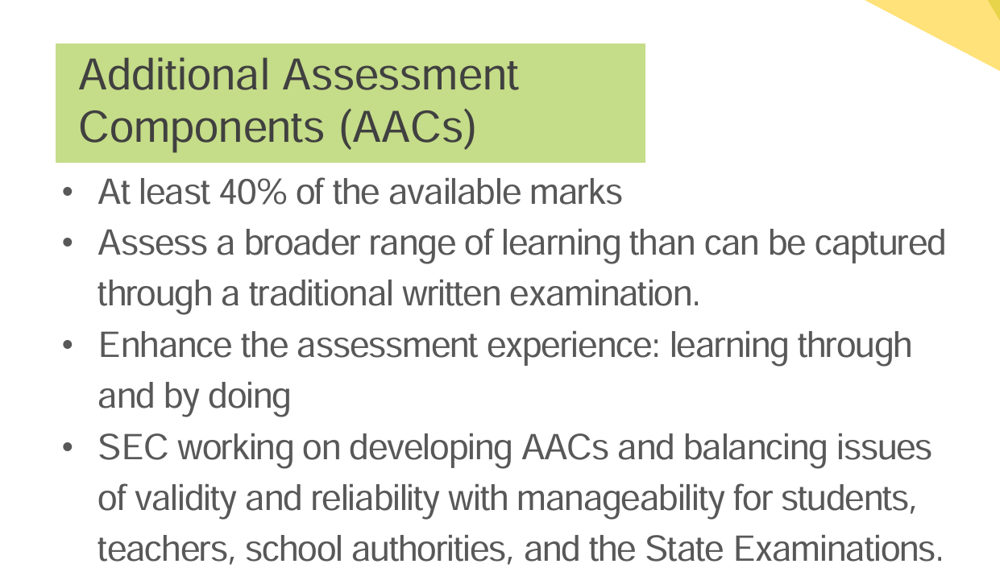 Additional Assessment
Components (AACs)
• At least 40% of the available marks
• Assess a broader range of learning than can be captured
through a traditional written examination.
• Enhance the assessment experience: learning through
and by doing
• SEC working on developing AACs and balancing issues
of validity and reliability with manageability for students,
teachers, school authorities, and the State Examinations.